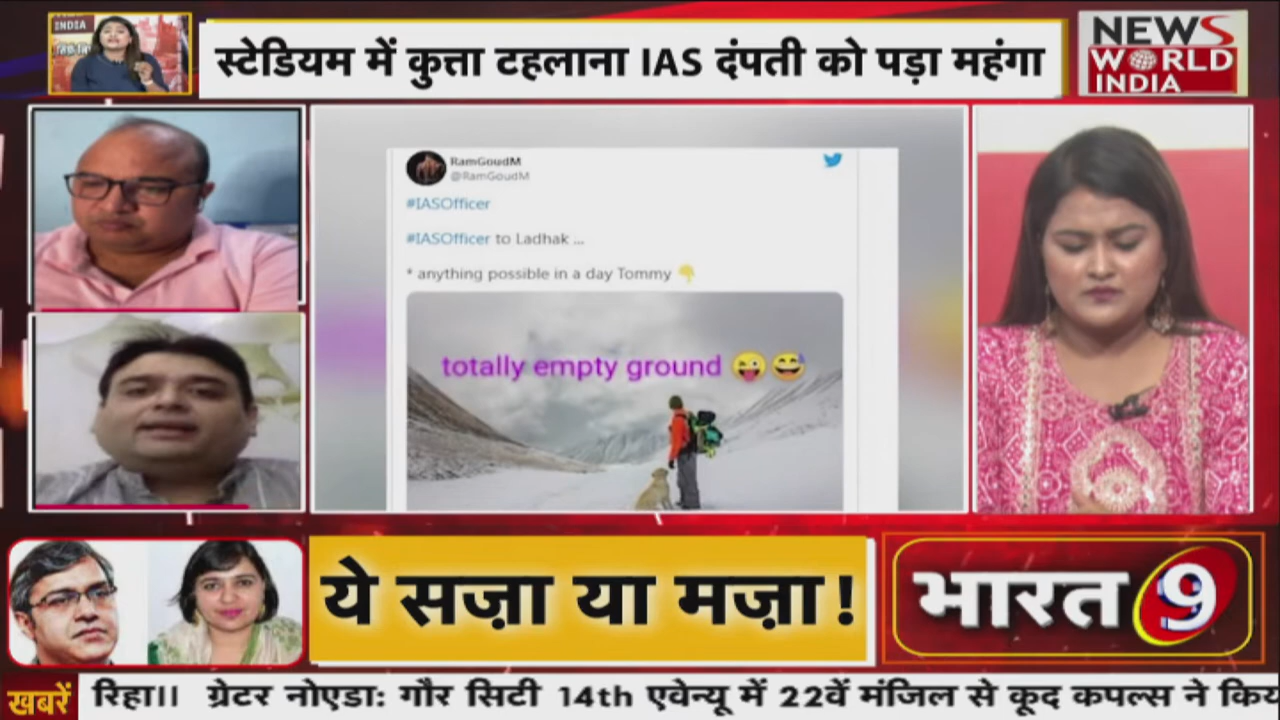 INDIA
स्टेडियम में कुत्ता टहलाना IAS दंपती को पड़ा महंगा
NEWS
WORLD
INDIA
RamGoudM
@RamGoudM
#IASOfficer
#IASOfficer to Ladhak ...
* anything possible in a day Tommy 👇
totally empty ground 😜😅
ये सज़ा या मज़ा!
भारत 9
खबरें
रिहा।। ग्रेटर नोएडा: गौर सिटी 14th एवेन्यू में 22वें मंजिल से कूद कपल्स ने किय